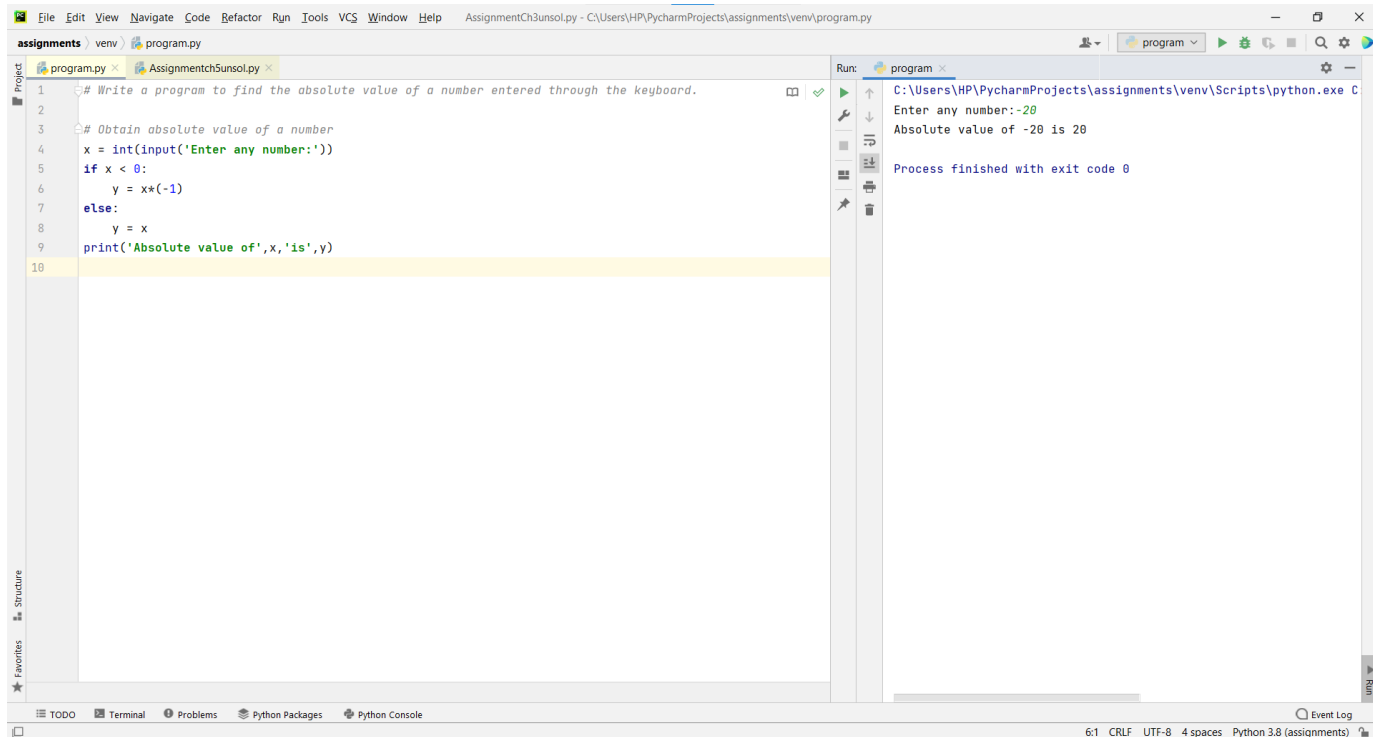 File Edit View Navigate Code Refactor Run Tools VCS Window Help AssignmentCh3unsol.py - C:\Users\HP\PycharmProjects\assignments\venv\program.py
assignments venv program.py program
Project
program.py Assignmentch5unsol.py
1 # Write a program to find the absolute value of a number entered through the keyboard.
2
3 # Obtain absolute value of a number
4 x = int(input('Enter any number:'))
5 if x < 0:
6     y = x*(-1)
7 else:
8     y = x
9 print('Absolute value of',x,'is',y)
10
Run: program
C:\Users\HP\PycharmProjects\assignments\venv\Scripts\python.exe C:
Enter any number:-20
Absolute value of -20 is 20
Process finished with exit code 0
Structure
Favorites
Run
TODO Terminal Problems Python Packages Python Console Event Log
6:1 CRLF UTF-8 4 spaces Python 3.8 (assignments)